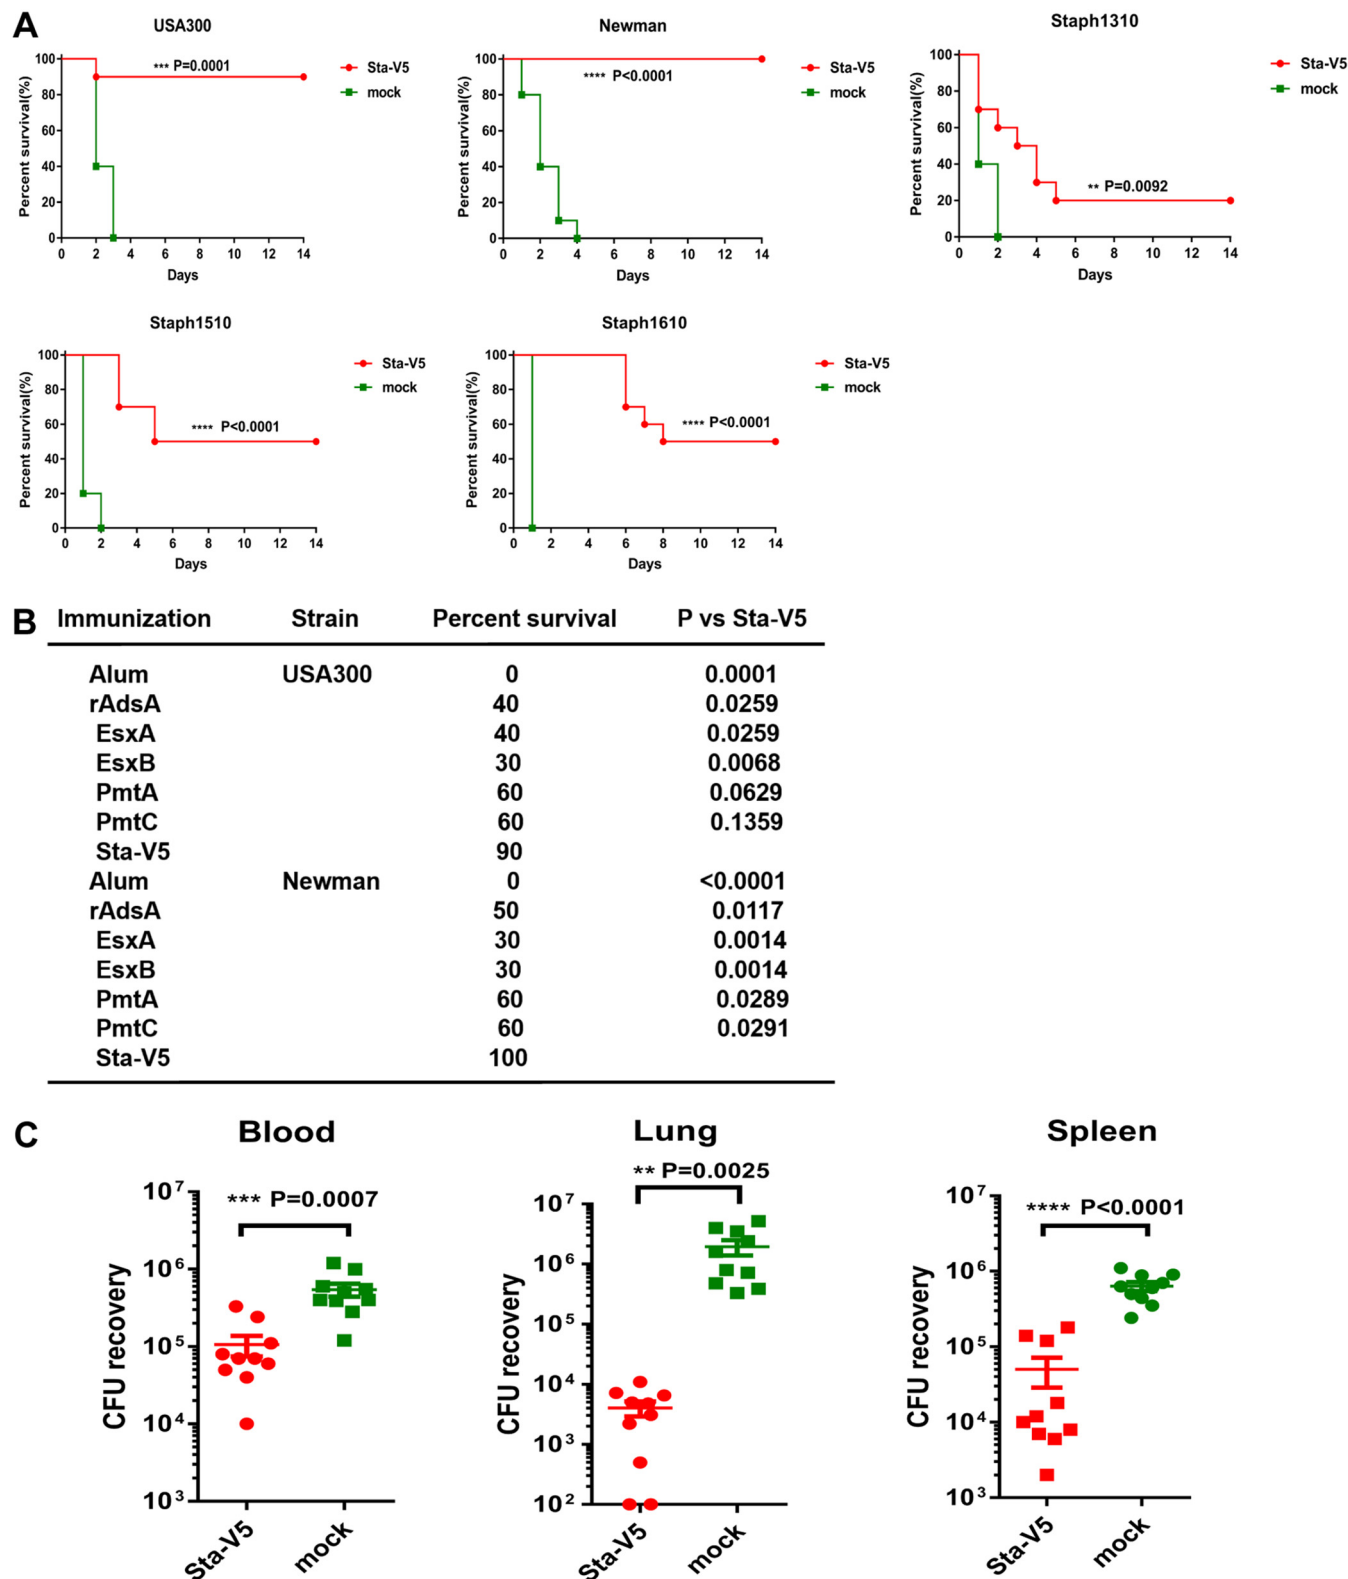 A
USA300
Percent survival(%)
100
80
60
40
20
0
*** P=0.0001
Sta-V5
mock
0 2 4 6 8 10 12 14
Days
Newman
Percent survival(%)
100
80
60
40
20
0
**** P<0.0001
Sta-V5
mock
0 2 4 6 8 10 12 14
Days
Staph1310
Percent survival(%)
100
80
60
40
20
0
** P=0.0092
Sta-V5
mock
0 2 4 6 8 10 12 14
Days
Staph1510
Percent survival(%)
100
80
60
40
20
0
**** P<0.0001
Sta-V5
mock
0 2 4 6 8 10 12 14
Days
Staph1610
Percent survival(%)
100
80
60
40
20
0
**** P<0.0001
Sta-V5
mock
0 2 4 6 8 10 12 14
Days
B
Immunization Strain Percent survival P vs Sta-V5
Alum USA300 0 0.0001
rAdsA 40 0.0259
EsxA 40 0.0259
EsxB 30 0.0068
PmtA 60 0.0629
PmtC 60 0.1359
Sta-V5 90
Alum Newman 0 <0.0001
rAdsA 50 0.0117
EsxA 30 0.0014
EsxB 30 0.0014
PmtA 60 0.0289
PmtC 60 0.0291
Sta-V5 100
C
Blood
*** P=0.0007
CFU recovery
10⁷
10⁶
10⁵
10⁴
10³
Sta-V5
mock
Lung
** P=0.0025
CFU recovery
10⁷
10⁶
10⁵
10⁴
10³
10²
Sta-V5
mock
Spleen
**** P<0.0001
CFU recovery
10⁷
10⁶
10⁵
10⁴
10³
Sta-V5
mock